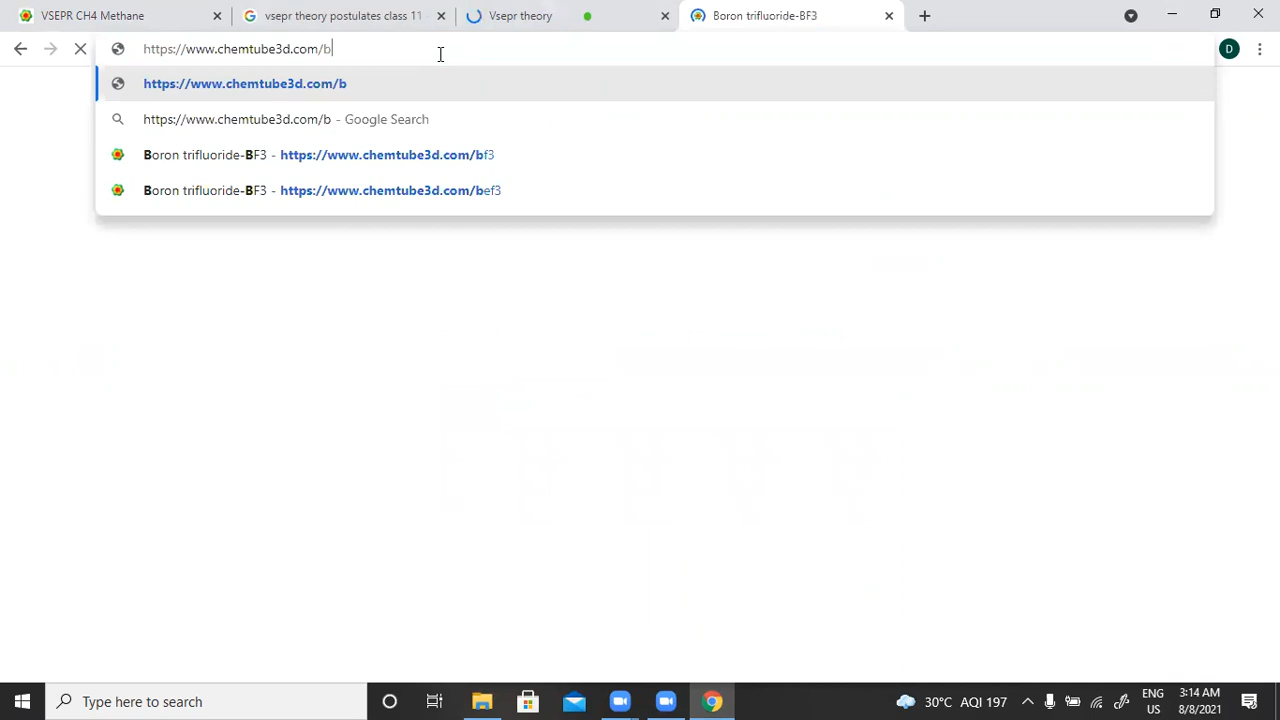 VSEPR CH4 Methane
vsepr theory postulates class 11
Vsepr theory
Boron trifluoride-BF3
https://www.chemtube3d.com/b
D
https://www.chemtube3d.com/b
https://www.chemtube3d.com/b - Google Search
Boron trifluoride-BF3 - https://www.chemtube3d.com/bf3
Boron trifluoride-BF3 - https://www.chemtube3d.com/bef3
Type here to search
30°C AQI 197
ENG
US
3:14 AM
8/8/2021